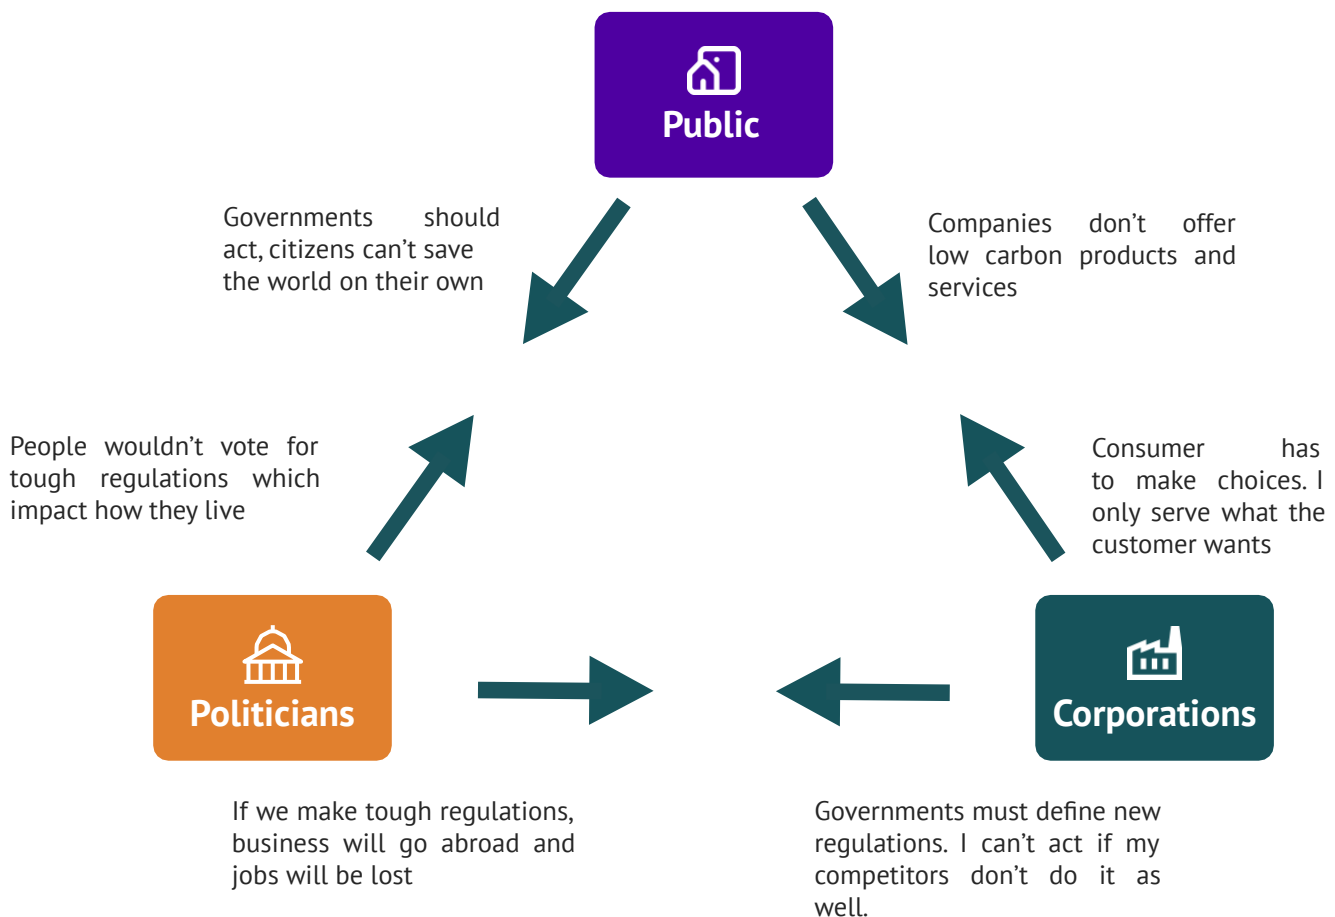 Public
Governments should
act, citizens can’t save
the world on their own
Companies don’t offer
low carbon products and
services
People wouldn’t vote for
tough regulations which
impact how they live
Consumer has
to make choices. I
only serve what the
customer wants
Politicians
Corporations
If we make tough regulations,
business will go abroad and
jobs will be lost
Governments must define new
regulations. I can’t act if my
competitors don’t do it as
well.